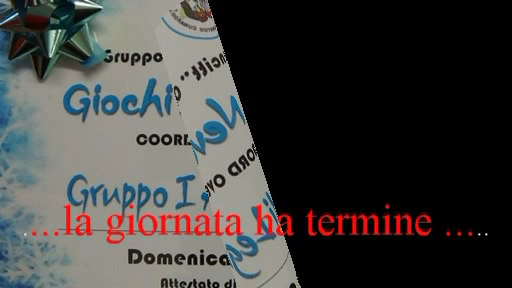 Gruppo
Giochi
COORD
Gruppo I
....la giornata ha termine .....
Domenica
Attestato di